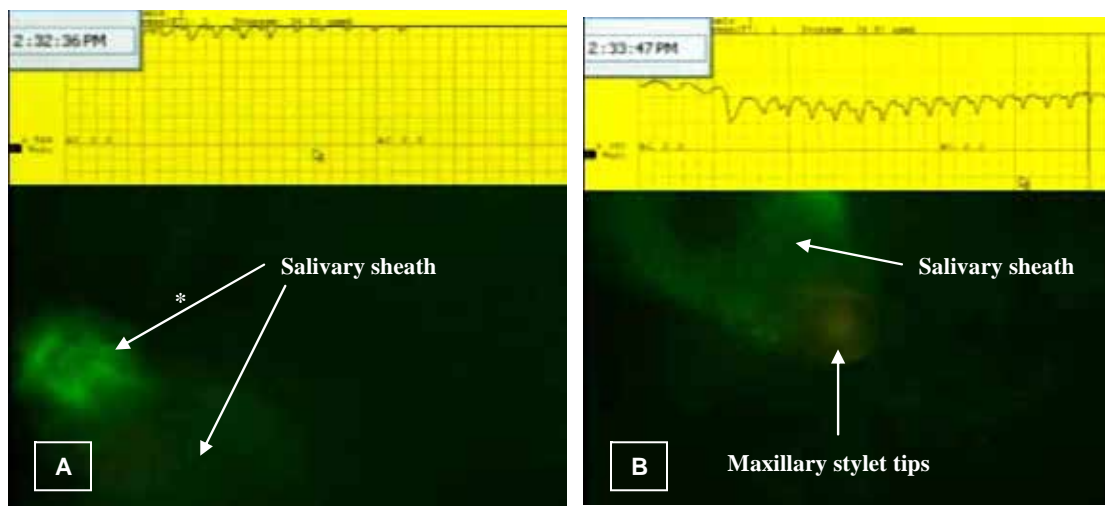 2:32:36 PM
Salivary sheath
*
A
2:33:47 PM
Salivary sheath
Maxillary stylet tips
B